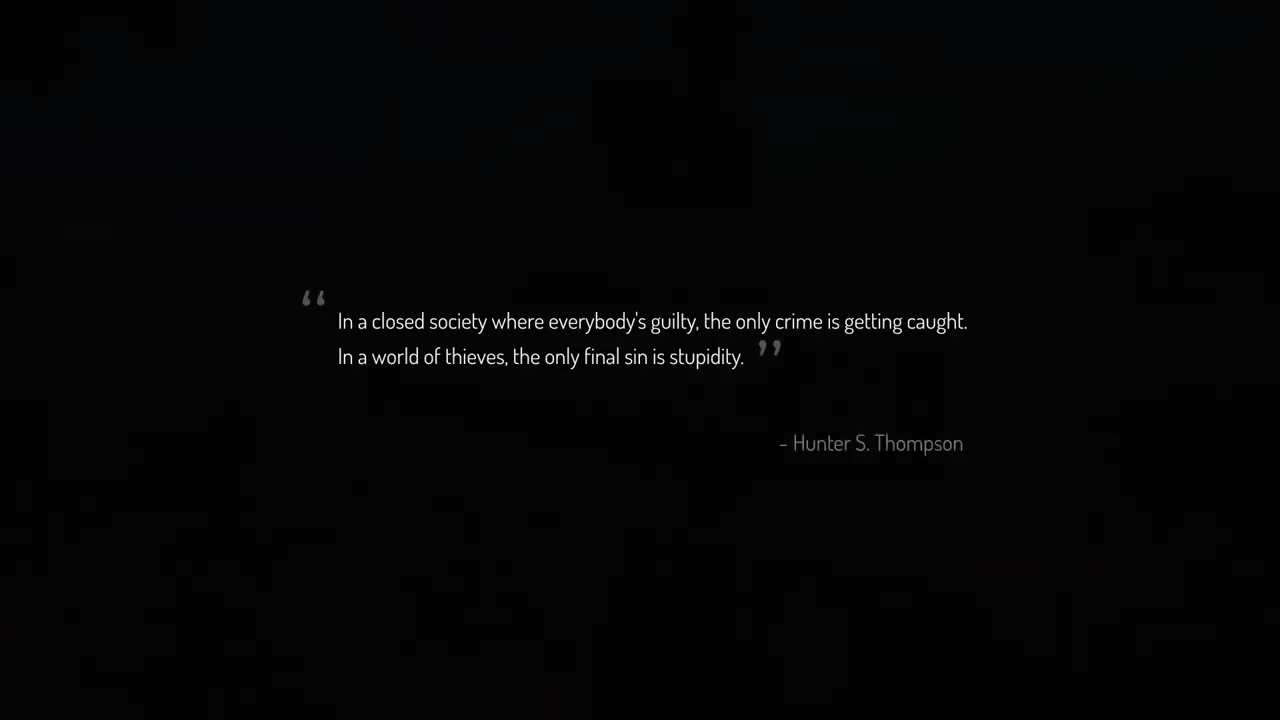 “ In a closed society where everybody's guilty, the only crime is getting caught.
In a world of thieves, the only final sin is stupidity. ”
- Hunter S. Thompson